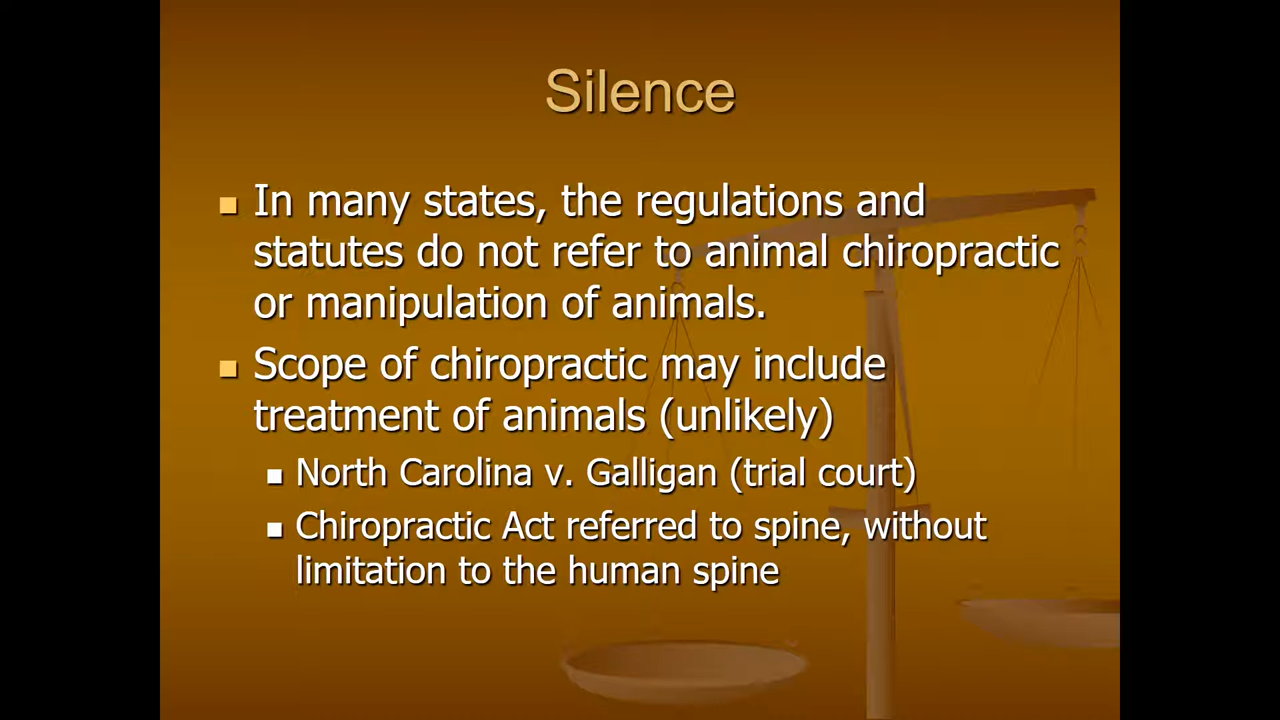 Silence
In many states, the regulations and
statutes do not refer to animal chiropractic
or manipulation of animals.
Scope of chiropractic may include
treatment of animals (unlikely)
North Carolina v. Galligan (trial court)
Chiropractic Act referred to spine, without
limitation to the human spine